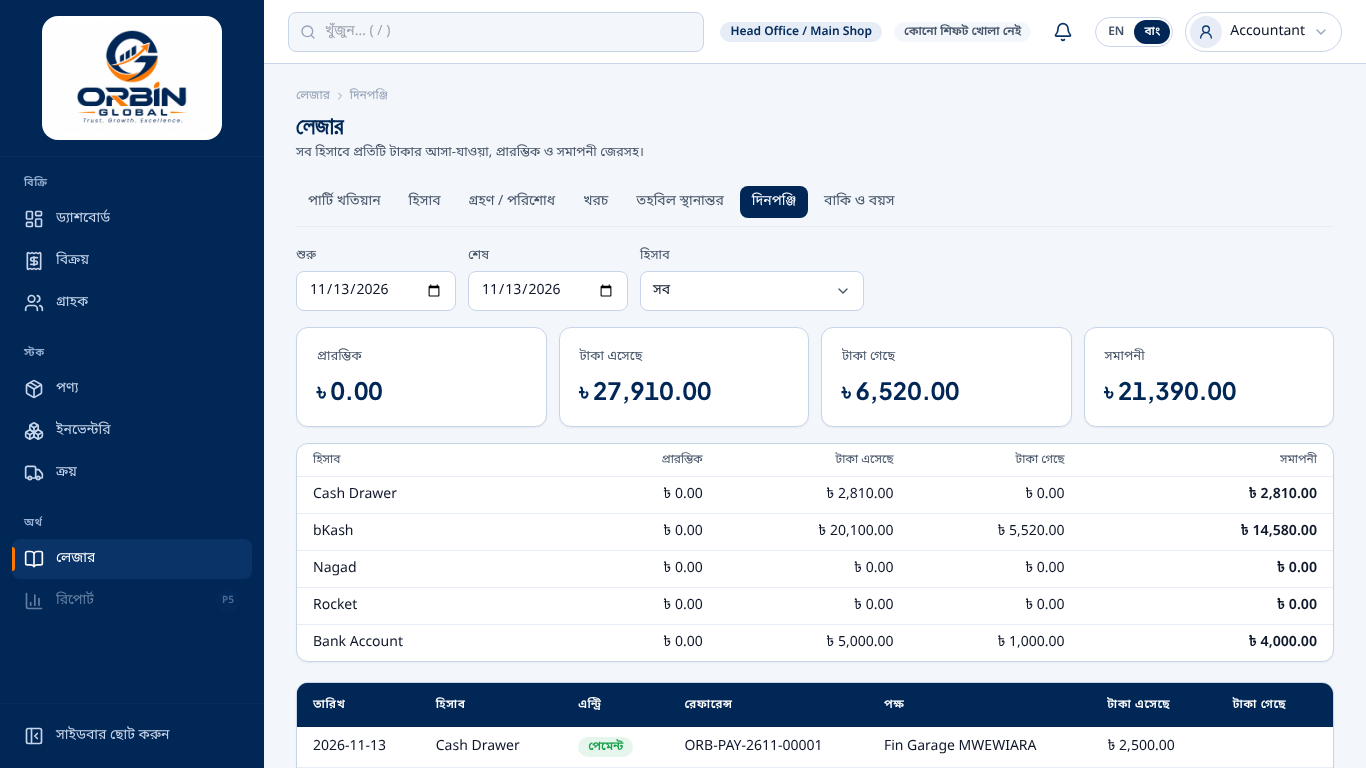 ORBIN
GLOBAL
Trust. Growth. Excellence.
খুঁজুন... ( / )
Head Office / Main Shop
কোনো শিফট খোলা নেই
EN
বাং
Accountant
বিক্রি
ড্যাশবোর্ড
বিক্রয়
গ্রাহক
স্টক
পণ্য
ইনভেন্টরি
ক্রয়
অর্থ
লেজার
রিপোর্ট P5
সাইডবার ছোট করুন
লেজার › দিনপঞ্জি
লেজার
সব হিসাবে প্রতিটি টাকার আসা-যাওয়া, প্রারম্ভিক ও সমাপনী জেরসহ।
পার্টি খতিয়ান হিসাব গ্রহণ / পরিশোধ খরচ তহবিল স্থানান্তর দিনপঞ্জি বাকি ও বয়স
শুরু শেষ হিসাব
11/13/2026 11/13/2026 সব
প্রারম্ভিক টাকা এসেছে টাকা গেছে সমাপনী
৳ 0.00 ৳ 27,910.00 ৳ 6,520.00 ৳ 21,390.00
হিসাব প্রারম্ভিক টাকা এসেছে টাকা গেছে সমাপনী
Cash Drawer ৳ 0.00 ৳ 2,810.00 ৳ 0.00 ৳ 2,810.00
bKash ৳ 0.00 ৳ 20,100.00 ৳ 5,520.00 ৳ 14,580.00
Nagad ৳ 0.00 ৳ 0.00 ৳ 0.00 ৳ 0.00
Rocket ৳ 0.00 ৳ 0.00 ৳ 0.00 ৳ 0.00
Bank Account ৳ 0.00 ৳ 5,000.00 ৳ 1,000.00 ৳ 4,000.00
তারিখ হিসাব এন্ট্রি রেফারেন্স পক্ষ টাকা এসেছে টাকা গেছে
2026-11-13 Cash Drawer পেমেন্ট ORB-PAY-2611-00001 Fin Garage MWEWIARA ৳ 2,500.00